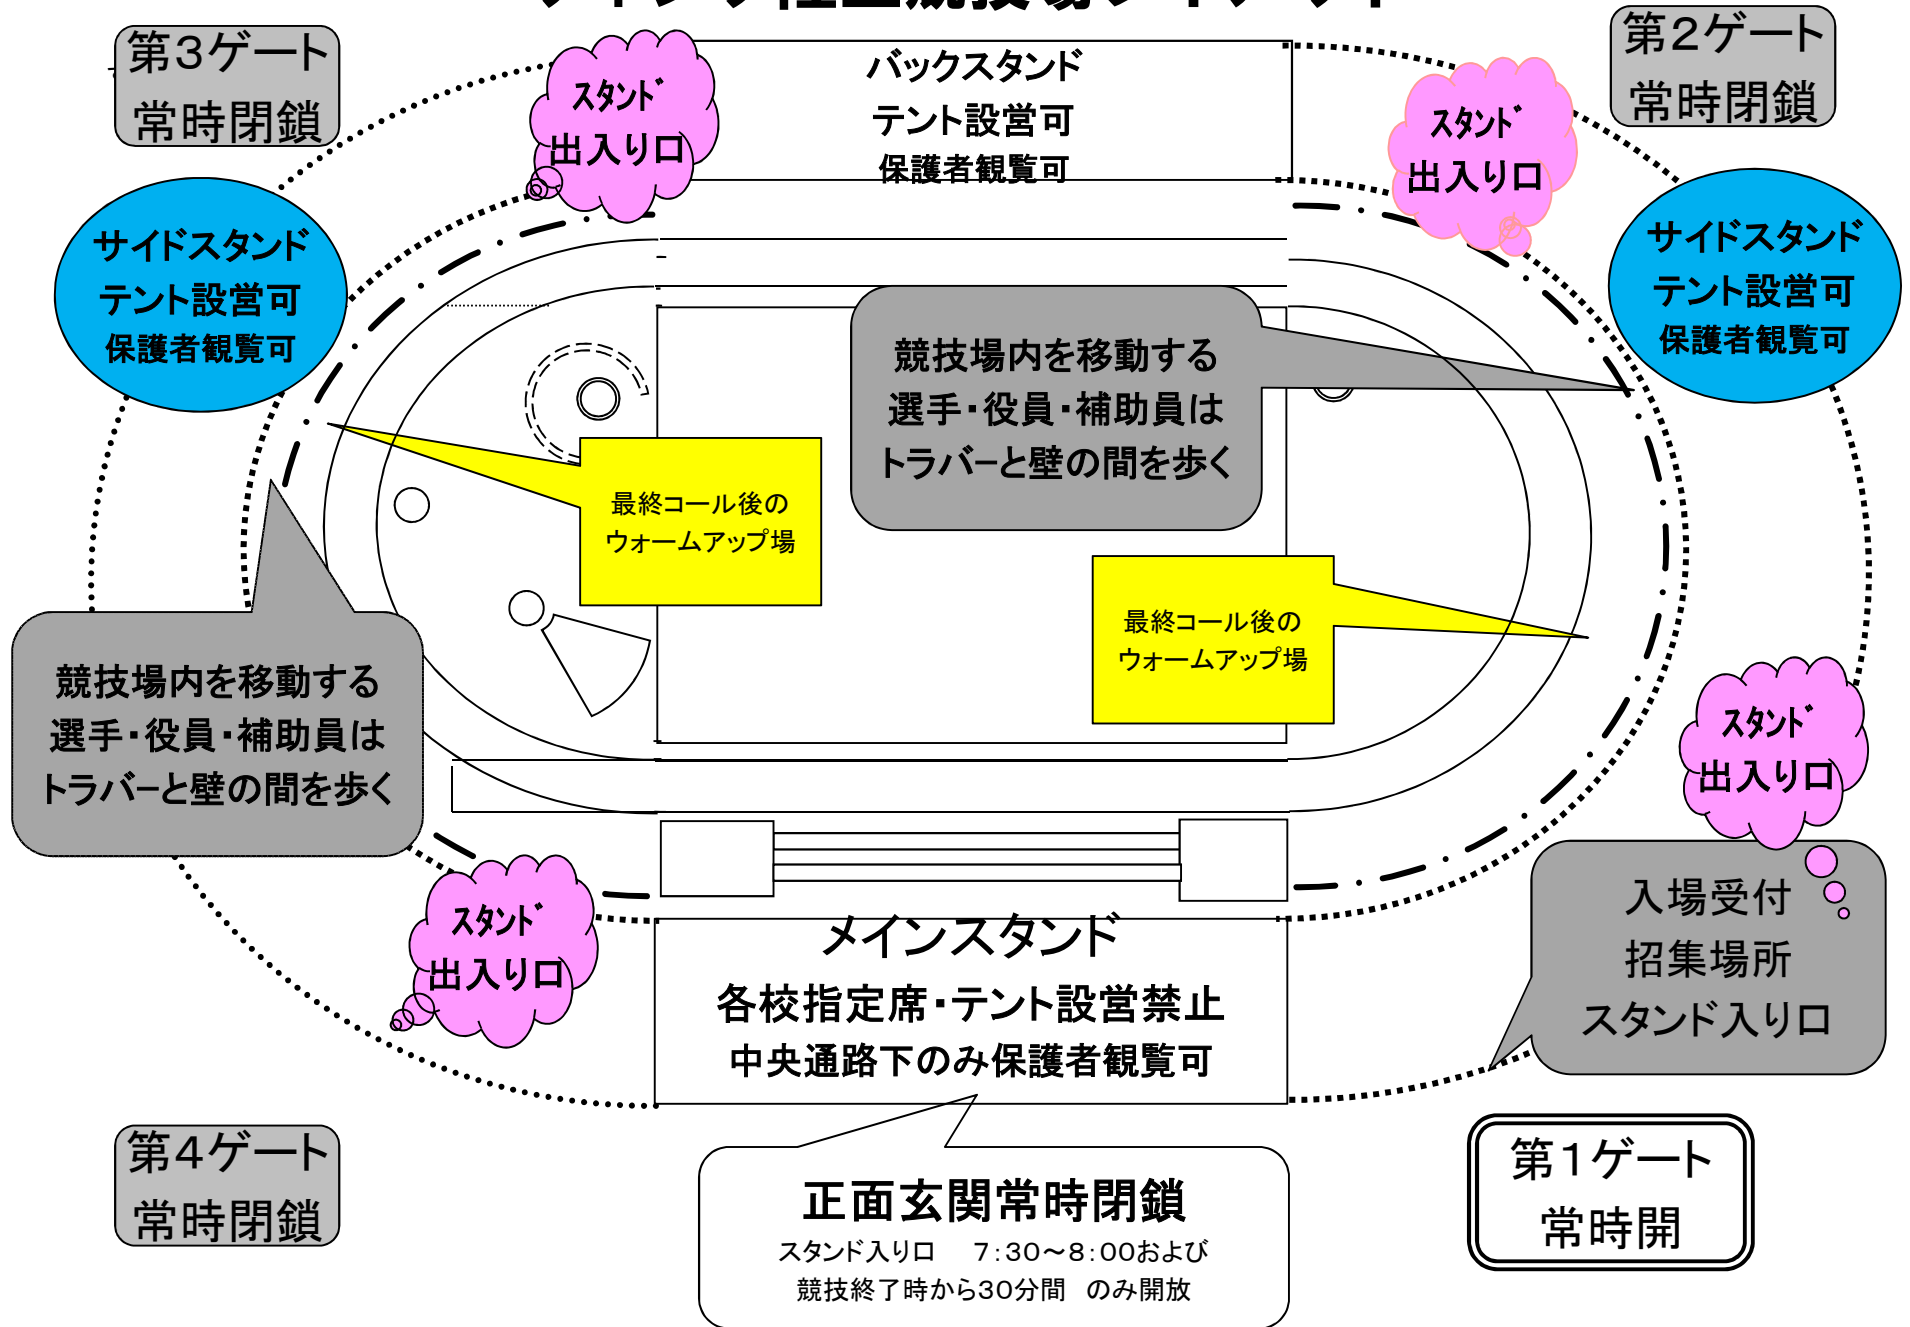 第3ゲート
常時閉鎖
スタンド
出入り口
バックスタンド
テント設営可
保護者観覧可
スタンド
出入り口
第2ゲート
常時閉鎖
サイドスタンド
テント設営可
保護者観覧可
サイドスタンド
テント設営可
保護者観覧可
競技場内を移動する
選手・役員・補助員は
トラバーと壁の間を歩く
最終コール後の
ウォームアップ場
最終コール後の
ウォームアップ場
競技場内を移動する
選手・役員・補助員は
トラバーと壁の間を歩く
スタンド
出入り口
スタンド
出入り口
メインスタンド
各校指定席・テント設営禁止
中央通路下のみ保護者観覧可
入場受付
招集場所
スタンド入り口
第4ゲート
常時閉鎖
正面玄関常時閉鎖
スタンド入り口 7:30～8:00および
競技終了時から30分間 のみ開放
第1ゲート
常時開